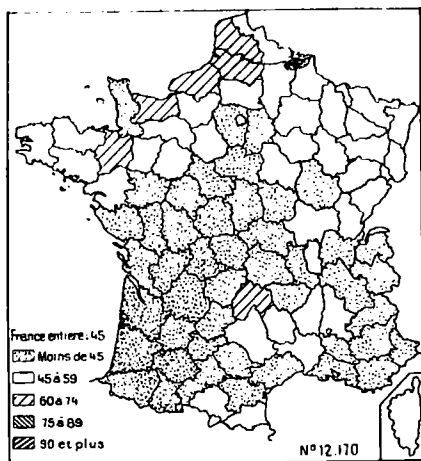 France entière: 45
Moins de 45
45 à 59
60 à 74
75 à 89
90 et plus
N° 12.170